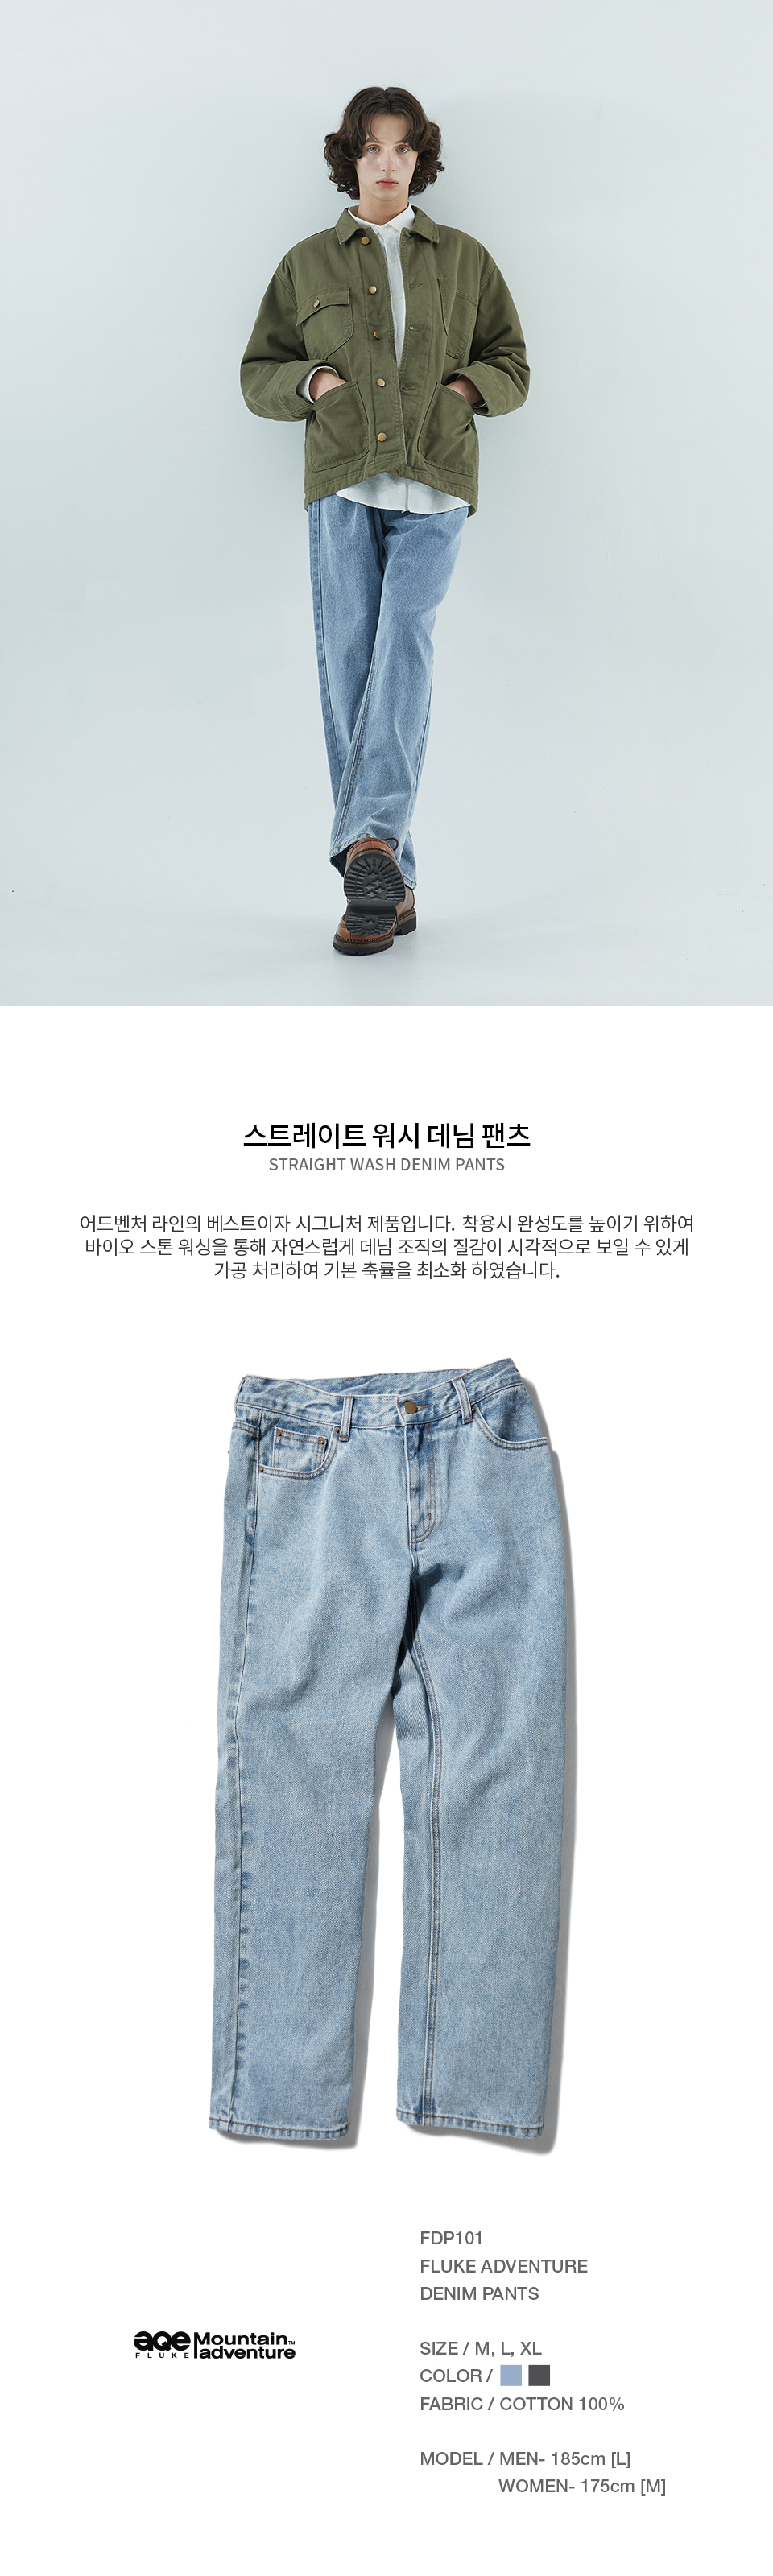 스트레이트 워시 데님 팬츠
STRAIGHT WASH DENIM PANTS
어드벤처 라인의 베스트이자 시그니처 제품입니다. 착용시 완성도를 높이기 위하여
바이오 스톤 워싱을 통해 자연스럽게 데님 조직의 질감이 시각적으로 보일 수 있게
가공 처리하여 기본 축률을 최소화 하였습니다.
FDP101
FLUKE ADVENTURE
DENIM PANTS
aqe Mountain TM
FLUKE adventure
SIZE / M, L, XL
COLOR /
FABRIC / COTTON 100%
MODEL / MEN- 185cm [L]
WOMEN- 175cm [M]